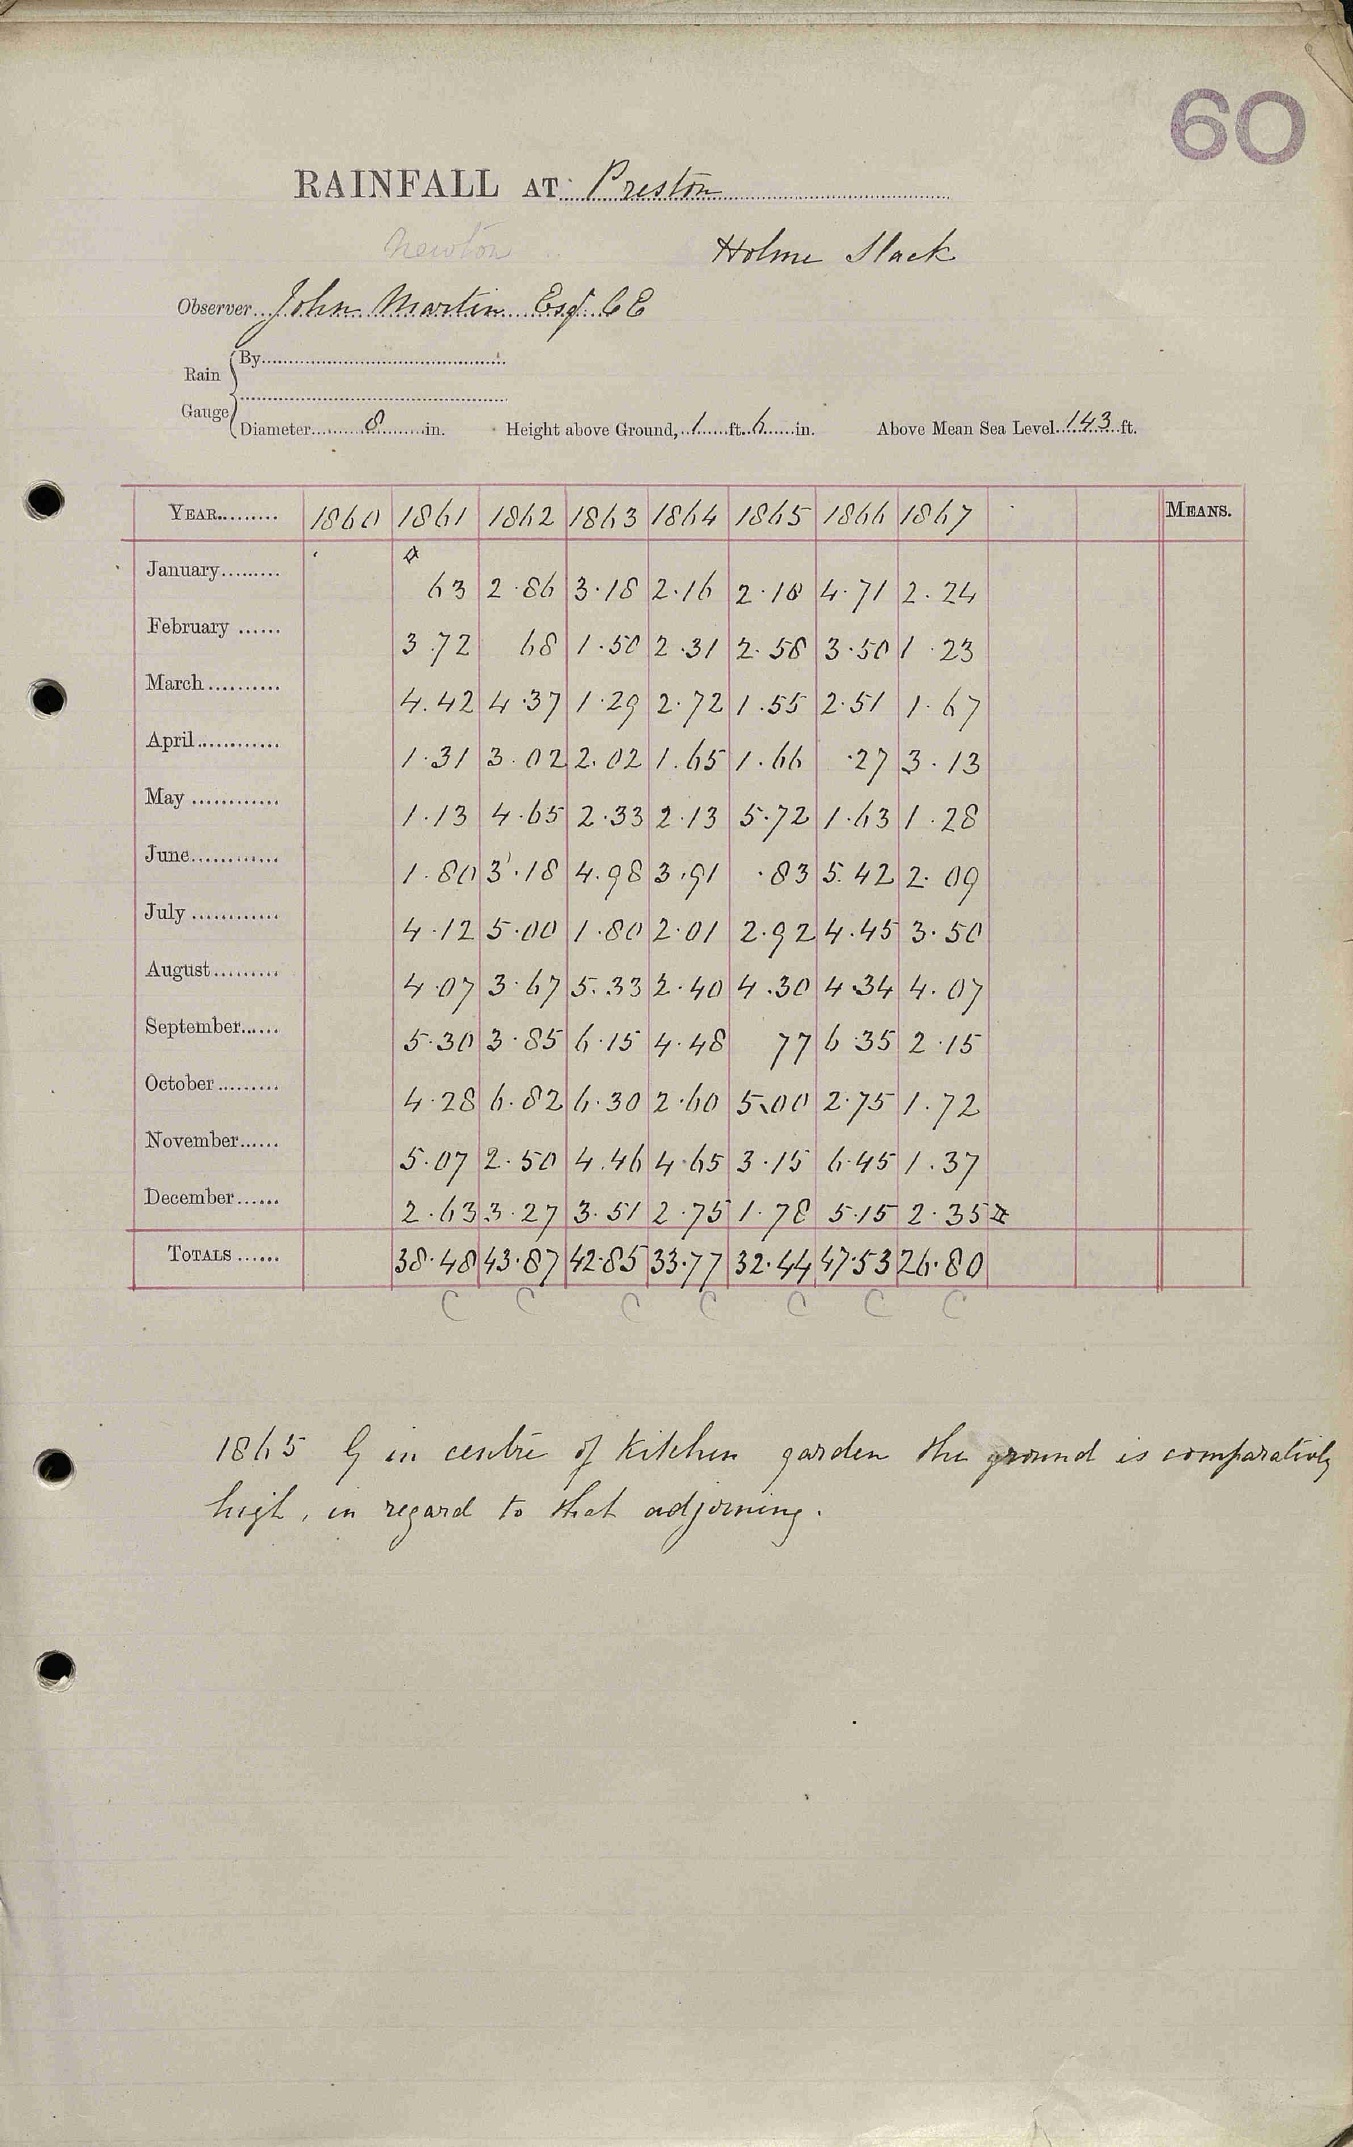 60
RAINFALL AT Preston
Newton Holme Slack
Observer John Martin Esqr CE
Rain Gauge
By
Diameter 8 in. Height above Ground, 1 ft. 6 in. Above Mean Sea Level 143 ft.
YEAR 1860 1861 1862 1863 1864 1865 1866 1867 MEANS.
January 63 2.86 3.18 2.16 2.18 4.71 2.24
February 3.72 68 1.50 2.31 2.58 3.50 1.23
March 4.42 4.37 1.29 2.72 1.55 2.51 1.67
April 1.31 3.02 2.02 1.65 1.66 .27 3.13
May 1.13 4.65 2.33 2.13 5.72 1.63 1.28
June 1.80 3.18 4.98 3.91 .83 5.42 2.09
July 4.12 5.00 1.80 2.01 2.92 4.45 3.50
August 4.07 3.67 5.33 2.40 4.30 4.34 4.07
September 5.30 3.85 6.15 4.48 77 6.35 2.15
October 4.28 6.82 6.30 2.60 5.00 2.75 1.72
November 5.07 2.50 4.46 4.65 3.15 6.45 1.37
December 2.63 3.27 3.51 2.75 1.78 5.15 2.35
TOTALS 38.48 43.87 42.85 33.77 32.44 47.53 26.80
C C C C C C C
1865 G in centre of Kitchen garden the ground is comparatively
high, in regard to that adjoining.